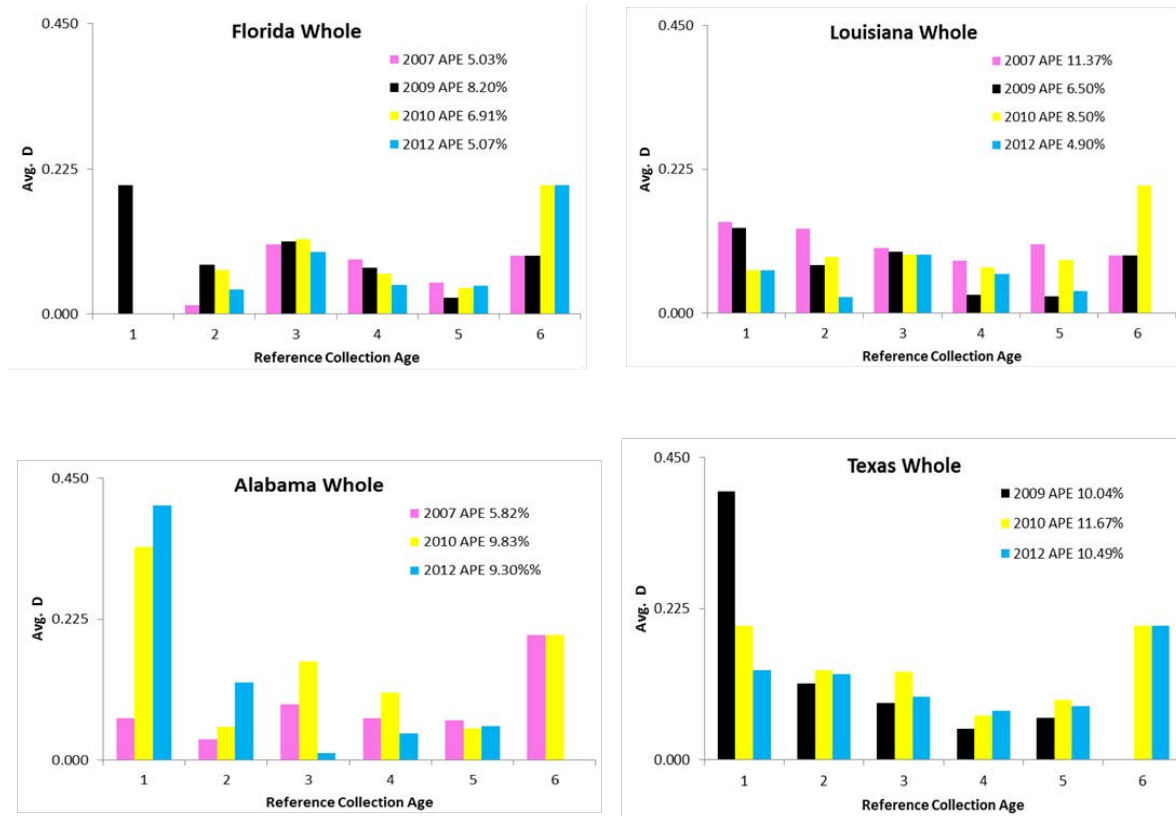 Florida Whole
0.450
0.225
0.000
Avg. D
2007 APE 5.03%
2009 APE 8.20%
2010 APE 6.91%
2012 APE 5.07%
1 2 3 4 5 6
Reference Collection Age
Louisiana Whole
0.450
0.225
0.000
Avg. D
2007 APE 11.37%
2009 APE 6.50%
2010 APE 8.50%
2012 APE 4.90%
1 2 3 4 5 6
Reference Collection Age
Alabama Whole
0.450
0.225
0.000
Avg. D
2007 APE 5.82%
2010 APE 9.83%
2012 APE 9.30%%
1 2 3 4 5 6
Reference Collection Age
Texas Whole
0.450
0.225
0.000
Avg. D
2009 APE 10.04%
2010 APE 11.67%
2012 APE 10.49%
1 2 3 4 5 6
Reference Collection Age